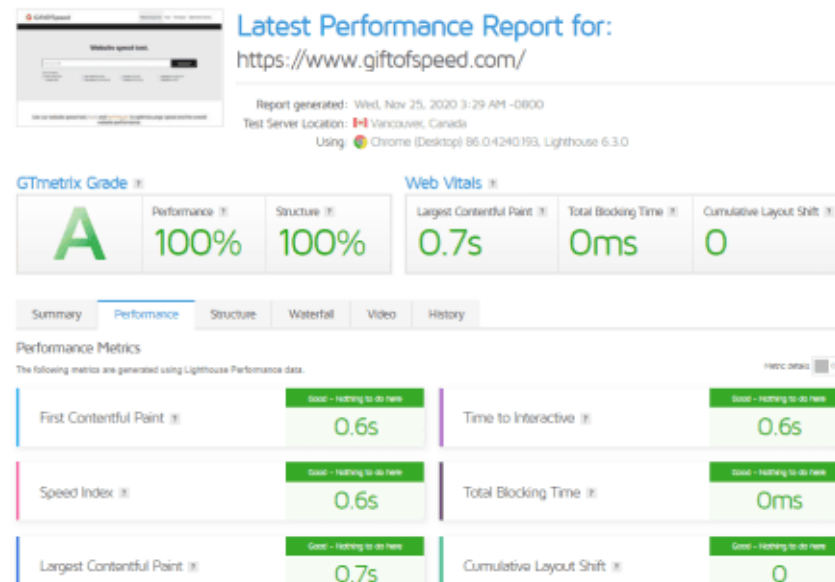 GiftOfSpeed
Website speed test.
Latest Performance Report for:
https://www.giftofspeed.com/
Report generated: Wed, Nov 25, 2020 3:29 AM -0800
Test Server Location: Vancouver, Canada
Using: Chrome (Desktop) 86.0.4240.193, Lighthouse 6.3.0
GTmetrix Grade ?
Web Vitals ?
A
Performance ?
100%
Structure ?
100%
Largest Contentful Paint ?
0.7s
Total Blocking Time ?
0ms
Cumulative Layout Shift ?
0
Summary Performance Structure Waterfall Video History
Performance Metrics
The following metrics are generated using Lighthouse Performance data.
Metric details
First Contentful Paint ?
Good - Nothing to do here
0.6s
Time to Interactive ?
Good - Nothing to do here
0.6s
Speed Index ?
Good - Nothing to do here
0.6s
Total Blocking Time ?
Good - Nothing to do here
0ms
Largest Contentful Paint ?
Good - Nothing to do here
0.7s
Cumulative Layout Shift ?
Good - Nothing to do here
0